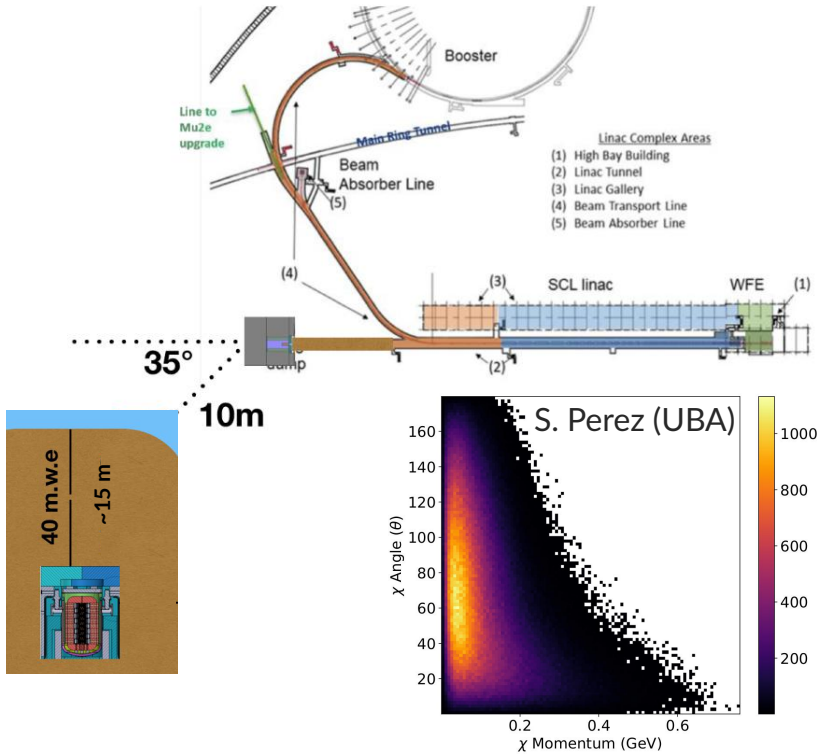 Booster
Line to
Mu2e
upgrade
Main Ring Tunnel
Beam
Absorber Line
(5)
Linac Complex Areas
(1) High Bay Building
(2) Linac Tunnel
(3) Linac Gallery
(4) Beam Transport Line
(5) Beam Absorber Line
(4)
(3)
SCL linac
WFE
(1)
35°
dump
(2)
10m
40 m.w.e
~15 m
S. Perez (UBA)
χ Angle (θ)
160
140
120
100
80
60
40
20
0.2
0.4
0.6
χ Momentum (GeV)
1000
800
600
400
200